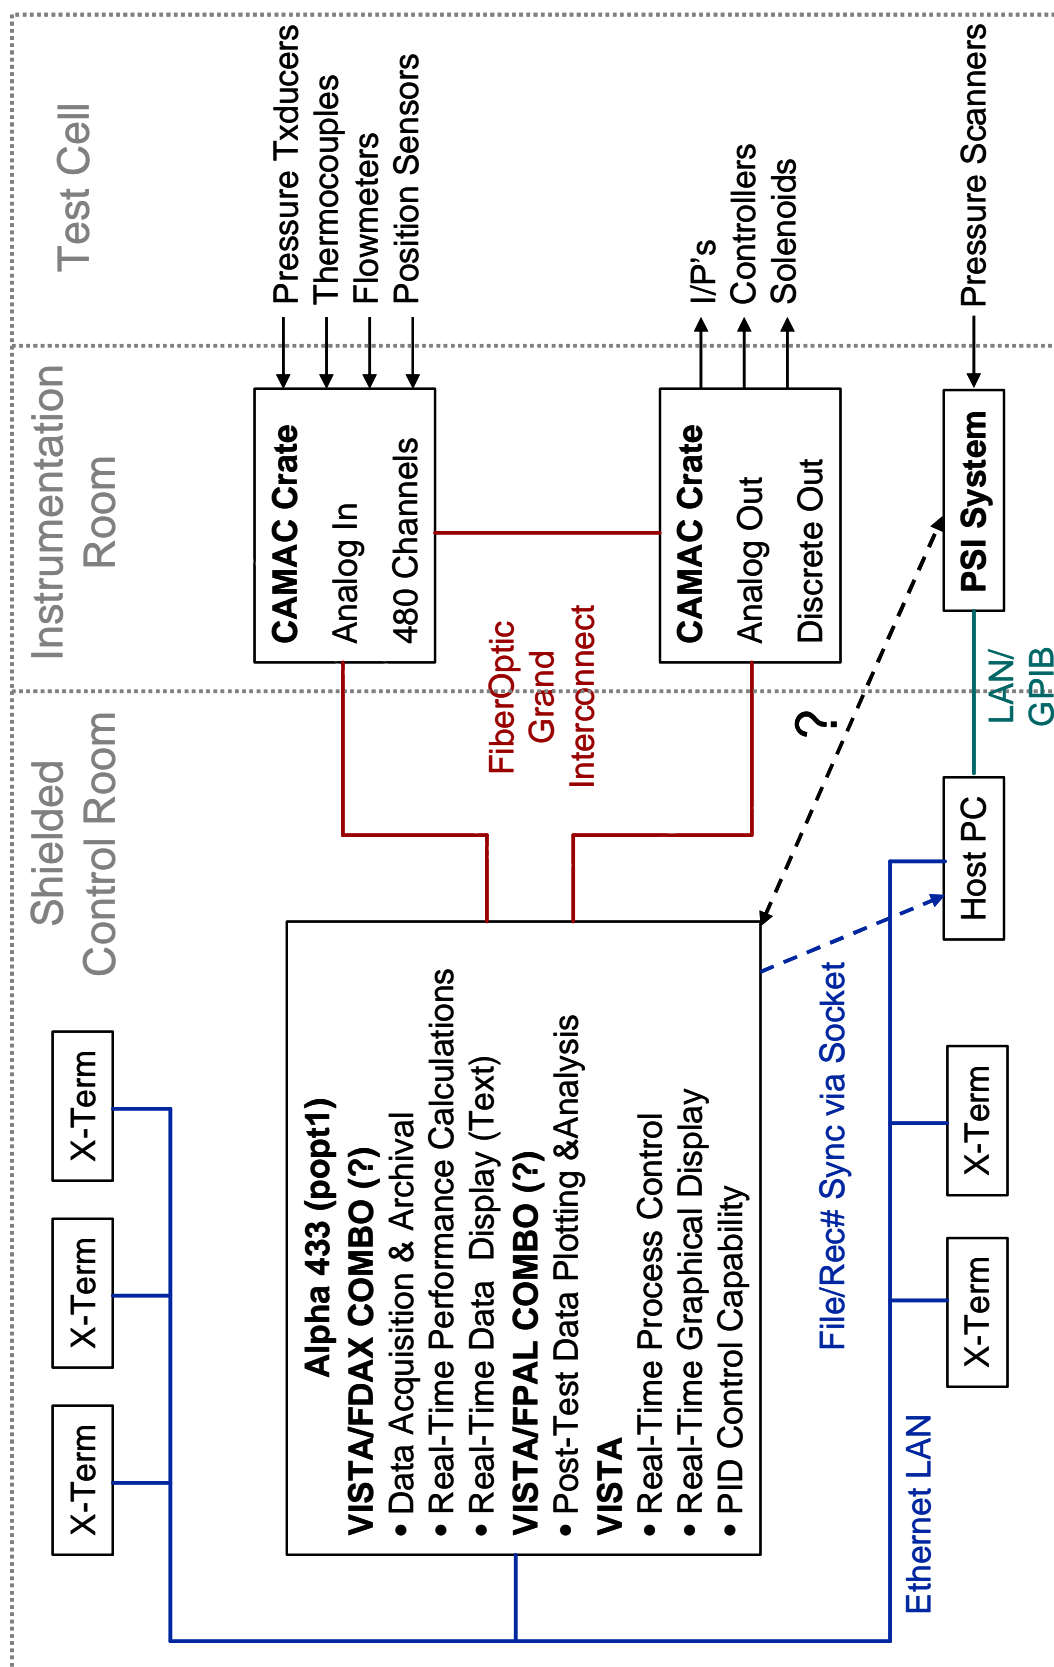 Shielded
Control Room
Instrumentation
Room
Test Cell
X-Term
X-Term
X-Term
Alpha 433 (popt1)
VISTA/FDAX COMBO (?)
• Data Acquisition & Archival
• Real-Time Performance Calculations
• Real-Time Data Display (Text)
VISTA/FPAL COMBO (?)
• Post-Test Data Plotting &Analysis
VISTA
• Real-Time Process Control
• Real-Time Graphical Display
• PID Control Capability
FiberOptic
Grand
Interconnect
CAMAC Crate
Analog In
480 Channels
Pressure Txducers
Thermocouples
Flowmeters
Position Sensors
CAMAC Crate
Analog Out
Discrete Out
I/P's
Controllers
Solenoids
?
File/Rec# Sync via Socket
Ethernet LAN
X-Term
X-Term
Host PC
LAN/
GPIB
PSI System
Pressure Scanners